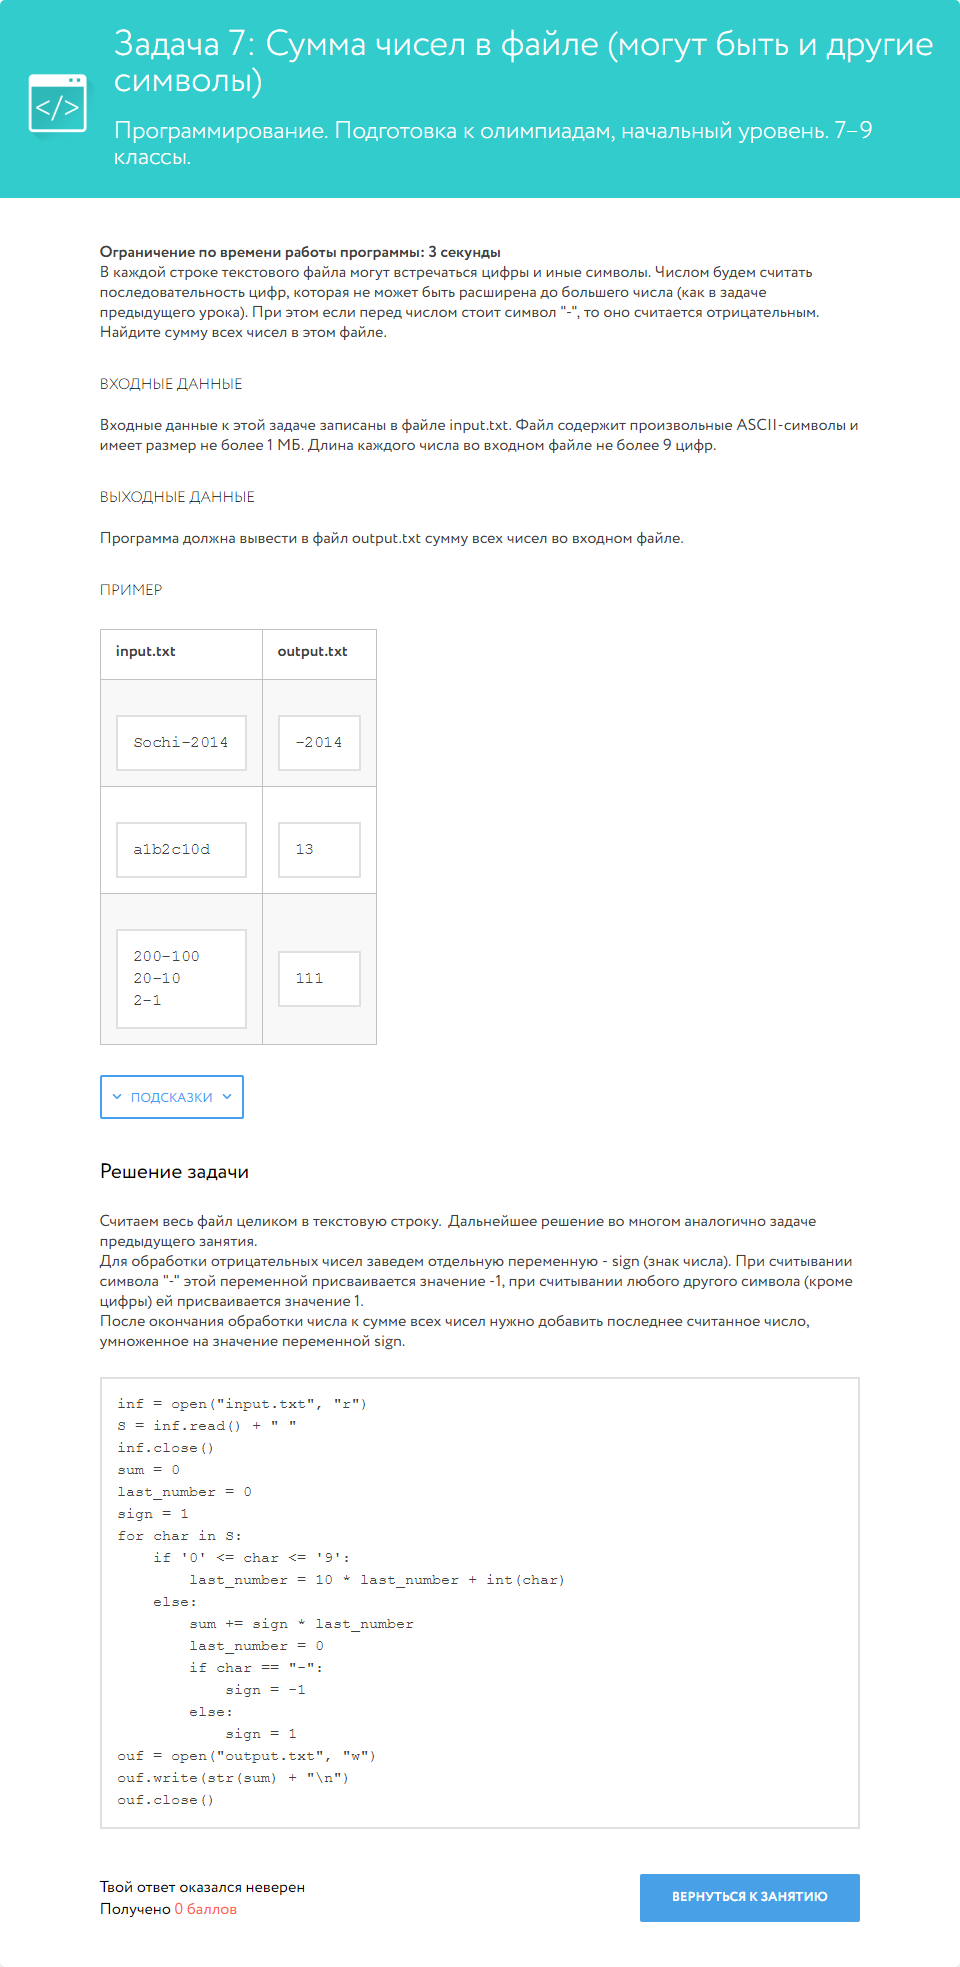 Задача 7: Сумма чисел в файле (могут быть и другие
символы)
</>
Программирование. Подготовка к олимпиадам, начальный уровень. 7–9
классы.
Ограничение по времени работы программы: 3 секунды
В каждой строке текстового файла могут встречаться цифры и иные символы. Числом будем считать
последовательность цифр, которая не может быть расширена до большего числа (как в задаче
предыдущего урока). При этом если перед числом стоит символ "-", то оно считается отрицательным.
Найдите сумму всех чисел в этом файле.
ВХОДНЫЕ ДАННЫЕ
Входные данные к этой задаче записаны в файле input.txt. Файл содержит произвольные ASCII-символы и
имеет размер не более 1 МБ. Длина каждого числа во входном файле не более 9 цифр.
ВЫХОДНЫЕ ДАННЫЕ
Программа должна вывести в файл output.txt сумму всех чисел во входном файле.
ПРИМЕР
input.txt output.txt
Sochi-2014 -2014
a1b2c10d 13
200-100
20-10 111
2-1
ПОДСКАЗКИ
Решение задачи
Считаем весь файл целиком в текстовую строку. Дальнейшее решение во многом аналогично задаче
предыдущего занятия.
Для обработки отрицательных чисел заведем отдельную переменную - sign (знак числа). При считывании
символа "-" этой переменной присваивается значение -1, при считывании любого другого символа (кроме
цифры) ей присваивается значение 1.
После окончания обработки числа к сумме всех чисел нужно добавить последнее считанное число,
умноженное на значение переменной sign.
inf = open("input.txt", "r")
S = inf.read() + " "
inf.close()
sum = 0
last_number = 0
sign = 1
for char in S:
    if '0' <= char <= '9':
        last_number = 10 * last_number + int(char)
    else:
        sum += sign * last_number
        last_number = 0
        if char == "-":
            sign = -1
        else:
            sign = 1
ouf = open("output.txt", "w")
ouf.write(str(sum) + "\n")
ouf.close()
Твой ответ оказался неверен
Получено 0 баллов
ВЕРНУТЬСЯ К ЗАНЯТИЮ